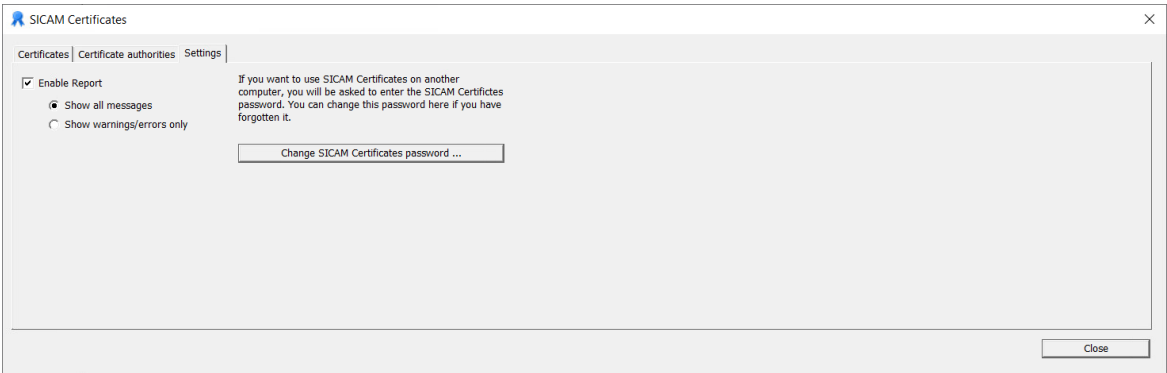 SICAM Certificates
Certificates
Certificate authorities
Settings
Enable Report
Show all messages
Show warnings/errors only
If you want to use SICAM Certificates on another
computer, you will be asked to enter the SICAM Certifictes
password. You can change this password here if you have
forgotten it.
Change SICAM Certificates password ...
Close